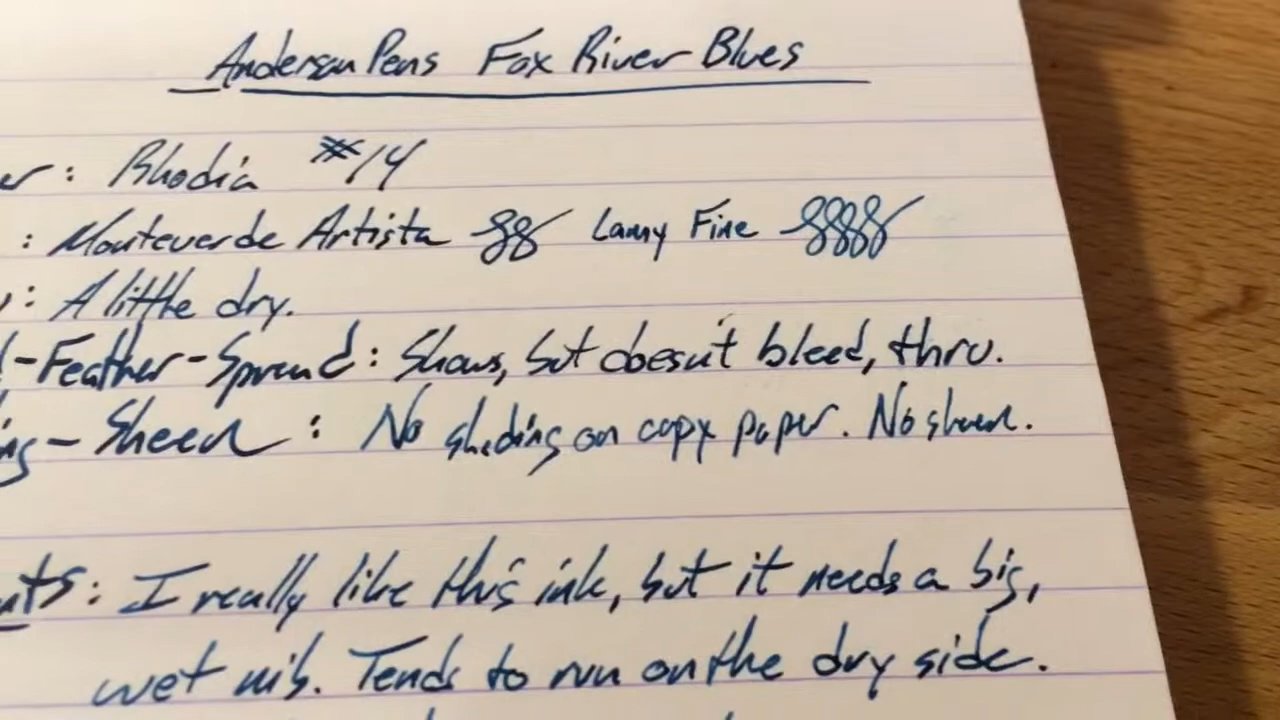 Anderson Pens Fox River Blues
er: Rhodia #14
: Monteverde Artista Lamy Fine
: A little dry.
-Feather-Spread: Shows, but doesn't bleed, thru.
ing-Sheen: No shading on copy paper. No sheen.
nts: I really like this ink, but it needs a big,
wet nib. Tends to run on the dry side.